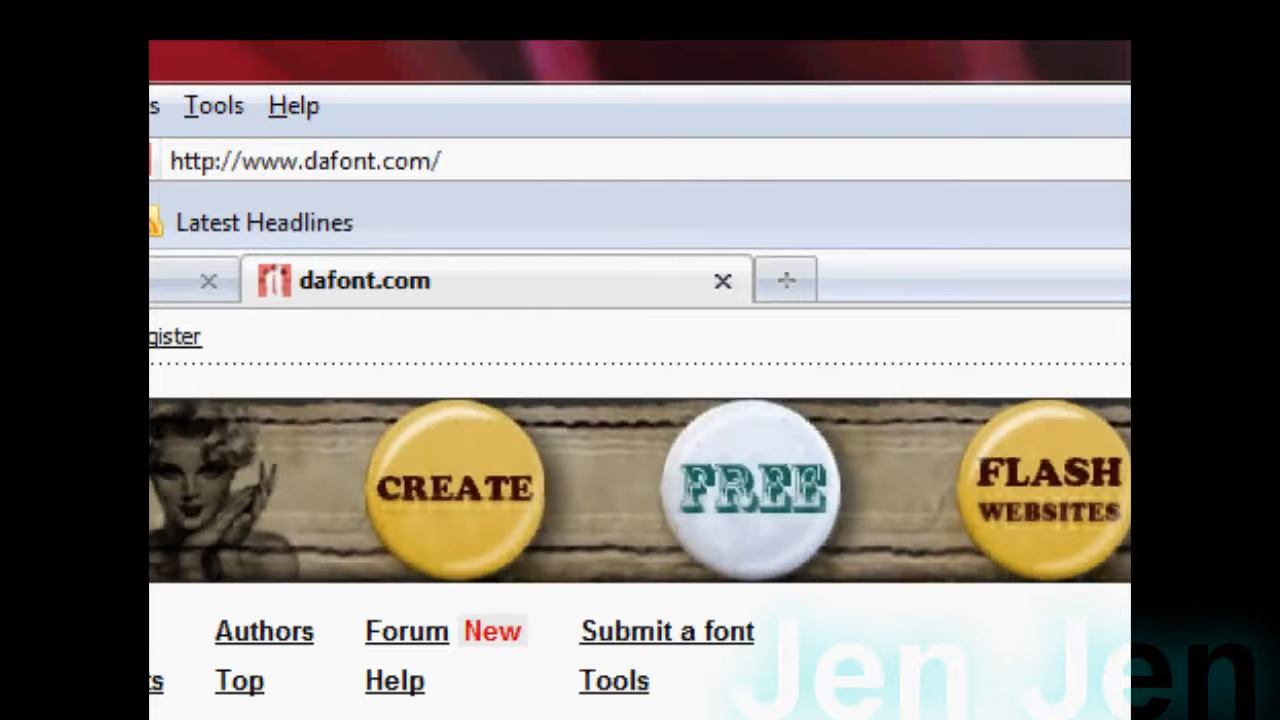 s Tools Help
http://www.dafont.com/
Latest Headlines
dafont.com
gister
CREATE
FREE
FLASH
WEBSITES
Authors Forum New Submit a font
ts Top Help Tools
Jen Jen